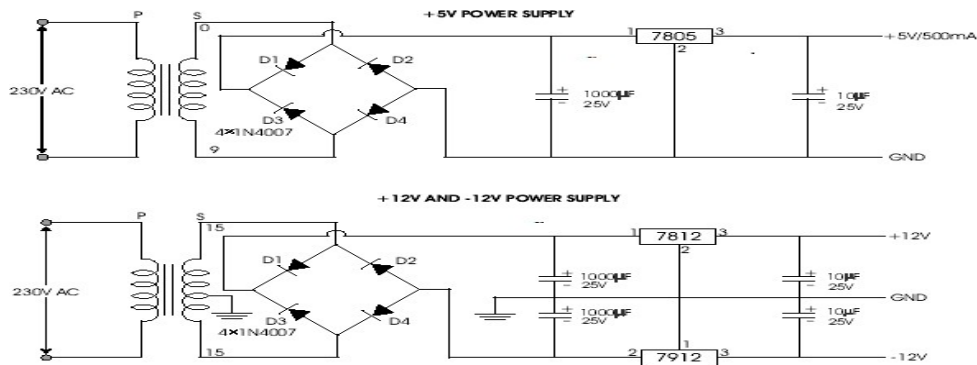 +5V POWER SUPPLY
P S
0
1 7805 3
2
+5V/500mA
D1 D2
230V AC
1000µF
25V
10µF
25V
D3 D4
4×1N4007
9
GND
+12V AND -12V POWER SUPPLY
P S
15
1 7812 3
2
+12V
D1 D2
+ 1000µF
25V
+ 10µF
25V
230V AC
GND
D3 D4
+ 1000µF
25V
+ 10µF
25V
4×1N4007
15
1
2 7912 3
-12V